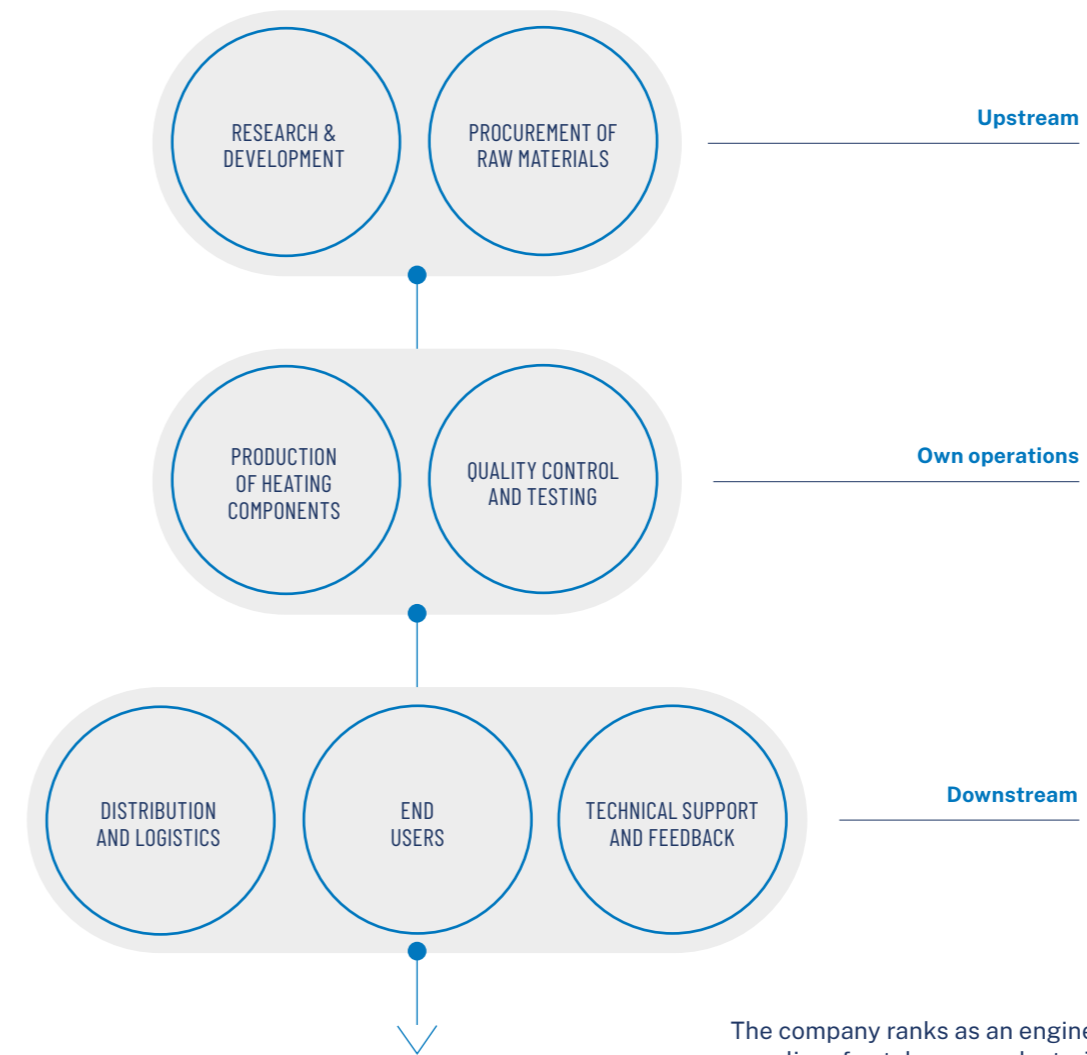 RESEARCH &
DEVELOPMENT
PROCUREMENT OF
RAW MATERIALS
Upstream
PRODUCTION
OF HEATING
COMPONENTS
QUALITY CONTROL
AND TESTING
Own operations
DISTRIBUTION
AND LOGISTICS
END
USERS
TECHNICAL SUPPORT
AND FEEDBACK
Downstream
The company ranks as an engine